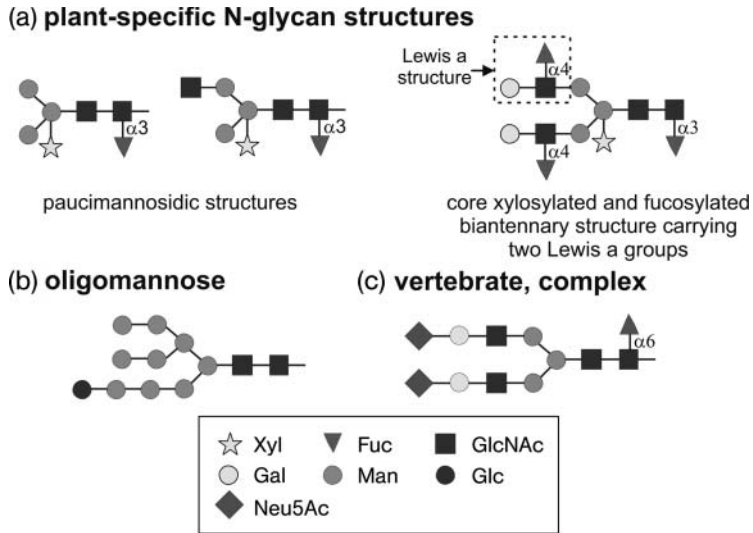 (a) plant-specific N-glycan structures
Lewis a
structure
α4
α3
α3
α4
α3
paucimannosidic structures
core xylosylated and fucosylated
biantennary structure carrying
two Lewis a groups
(b) oligomannose
(c) vertebrate, complex
α6
Xyl Fuc GlcNAc
Gal Man Glc
Neu5Ac